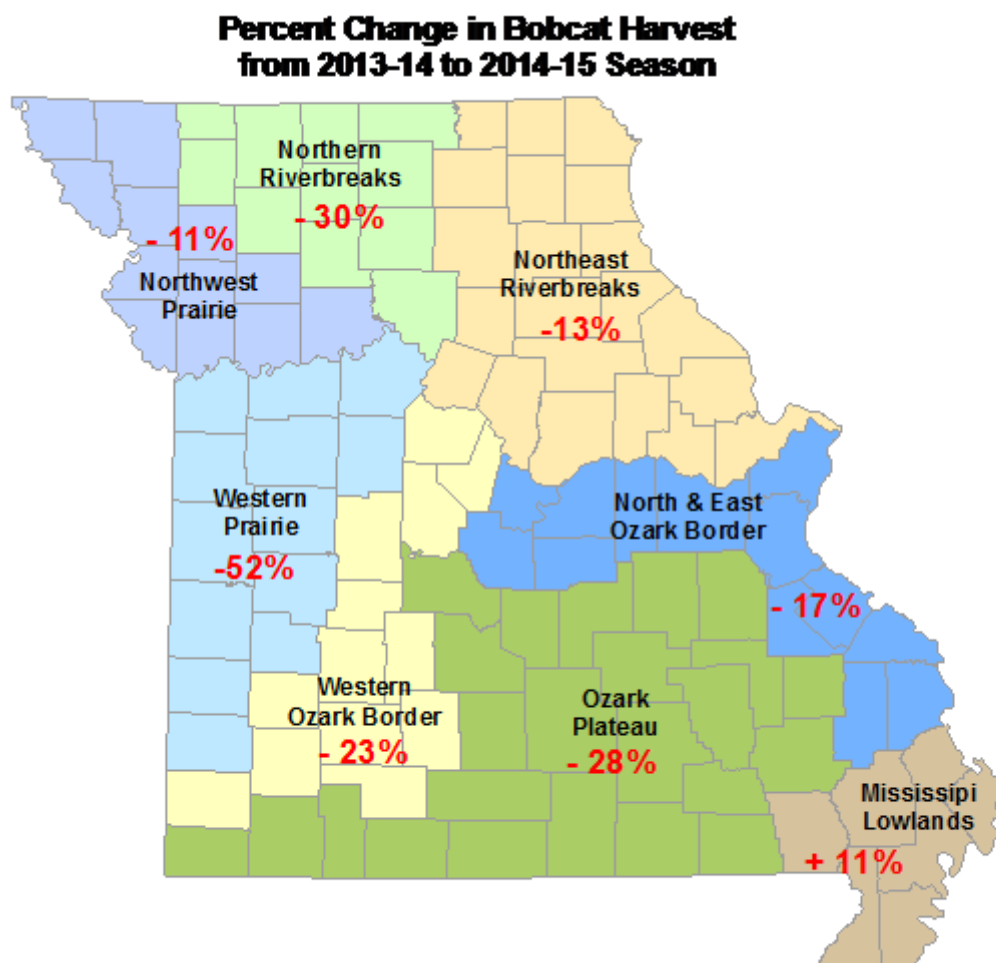 Percent Change in Bobcat Harvest
from 2013-14 to 2014-15 Season
Northern
Riverbreaks
- 30%
- 11%
Northwest
Prairie
Northeast
Riverbreaks
-13%
Western
Prairie
-52%
North & East
Ozark Border
- 17%
Western
Ozark Border
- 23%
Ozark
Plateau
- 28%
Mississipi
Lowlands
+ 11%